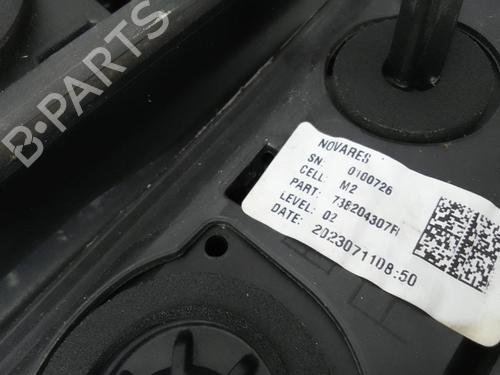 B-PARTS
NOVARES
SN: 0100726
CELL: M2
PART: 738204307R
LEVEL: 02
DATE: 2023071108:50